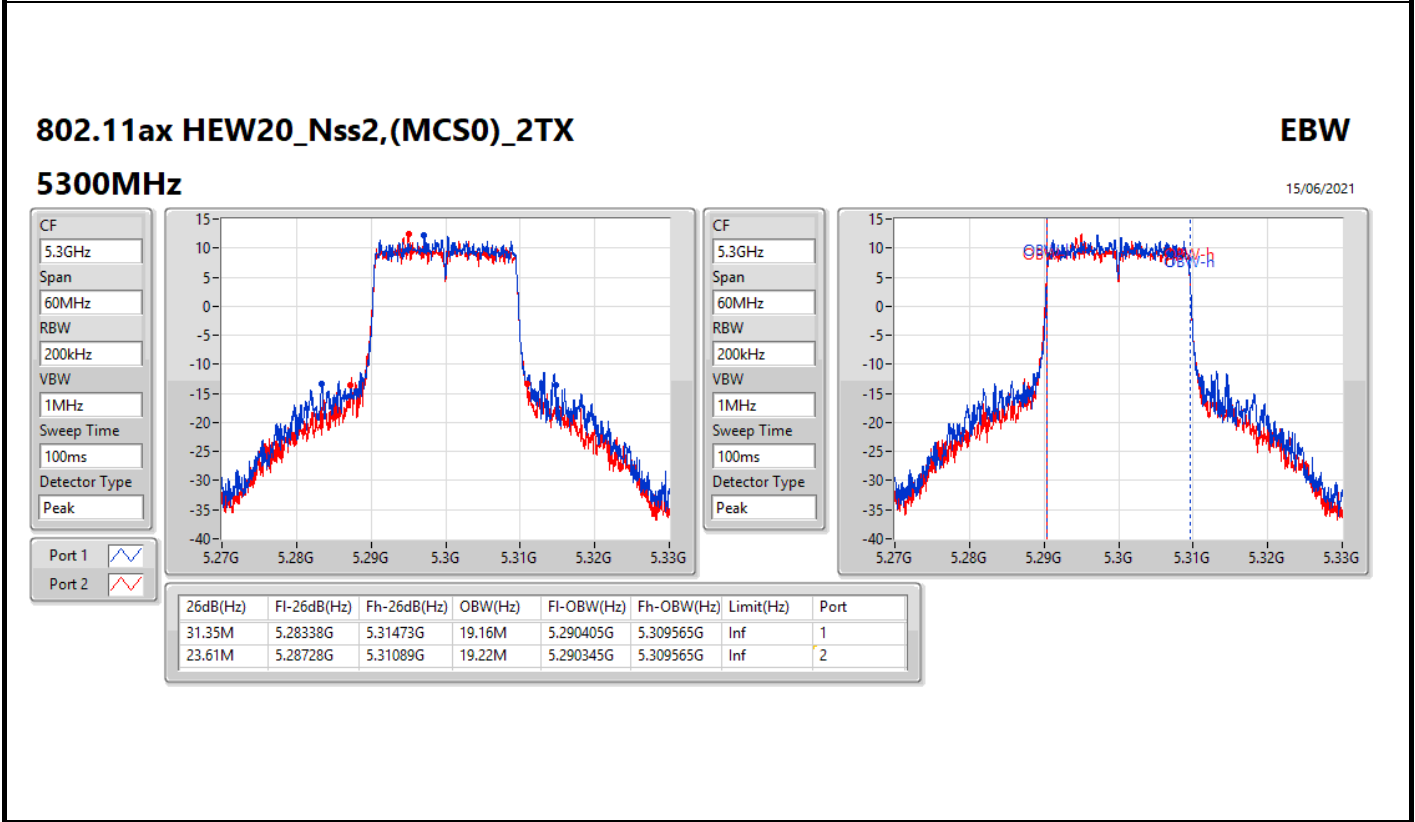 802.11ax HEW20_Nss2,(MCS0)_2TX
EBW
5300MHz
15/06/2021
CF
5.3GHz
Span
60MHz
RBW
200kHz
VBW
1MHz
Sweep Time
100ms
Detector Type
Peak
Port 1
Port 2
15
10
5
0
-5
-10
-15
-20
-25
-30
-35
-40
5.27G 5.28G 5.29G 5.3G 5.31G 5.32G 5.33G
CF
5.3GHz
Span
60MHz
RBW
200kHz
VBW
1MHz
Sweep Time
100ms
Detector Type
Peak
15
10
5
0
-5
-10
-15
-20
-25
-30
-35
-40
OBW-h
5.27G 5.28G 5.29G 5.3G 5.31G 5.32G 5.33G
26dB(Hz) Fl-26dB(Hz) Fh-26dB(Hz) OBW(Hz) Fl-OBW(Hz) Fh-OBW(Hz) Limit(Hz) Port
31.35M 5.28338G 5.31473G 19.16M 5.290405G 5.309565G Inf 1
23.61M 5.28728G 5.31089G 19.22M 5.290345G 5.309565G Inf 2